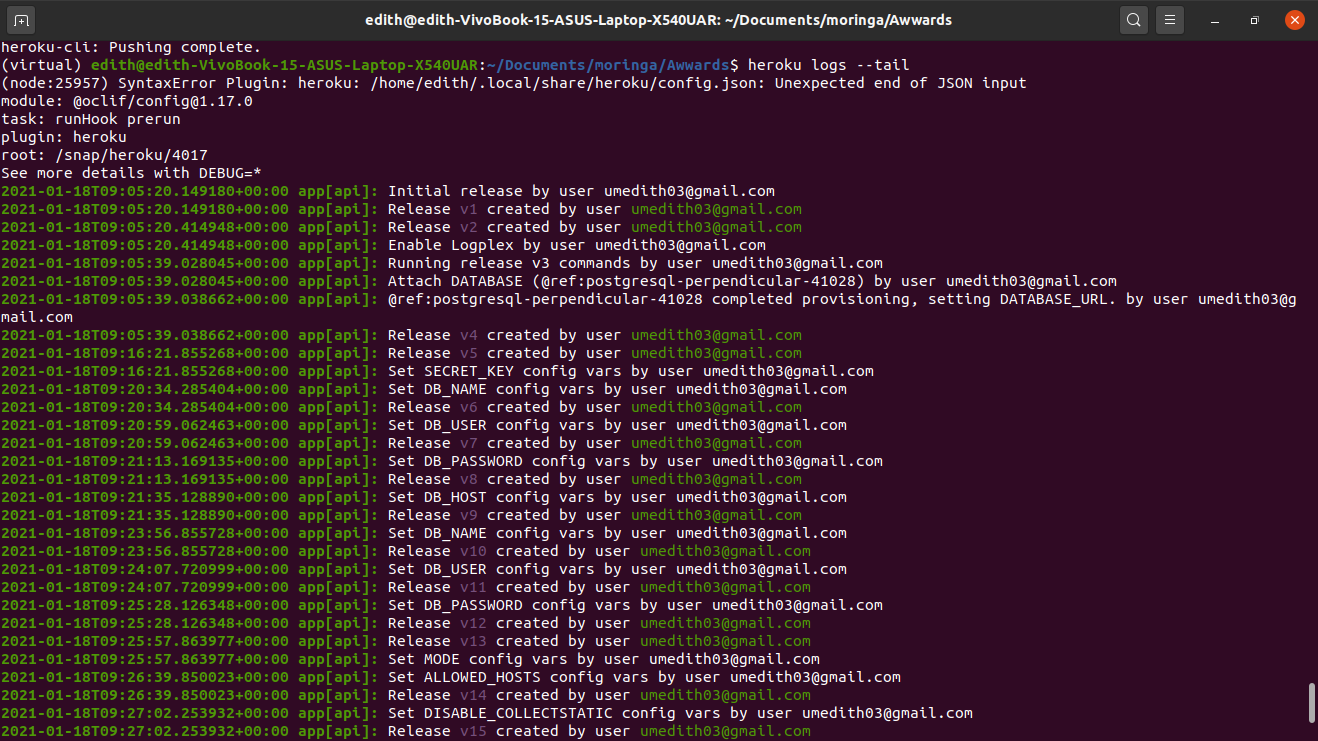 edith@edith-VivoBook-15-ASUS-Laptop-X540UAR: ~/Documents/moringa/Awwards
heroku-cli: Pushing complete.
(virtual) edith@edith-VivoBook-15-ASUS-Laptop-X540UAR:~/Documents/moringa/Awwards$ heroku logs --tail
(node:25957) SyntaxError Plugin: heroku: /home/edith/.local/share/heroku/config.json: Unexpected end of JSON input
module: @oclif/config@1.17.0
task: runHook prerun
plugin: heroku
root: /snap/heroku/4017
See more details with DEBUG=*
2021-01-18T09:05:20.149180+00:00 app[api]: Initial release by user umedith03@gmail.com
2021-01-18T09:05:20.149180+00:00 app[api]: Release v1 created by user umedith03@gmail.com
2021-01-18T09:05:20.414948+00:00 app[api]: Release v2 created by user umedith03@gmail.com
2021-01-18T09:05:20.414948+00:00 app[api]: Enable Logplex by user umedith03@gmail.com
2021-01-18T09:05:39.028045+00:00 app[api]: Running release v3 commands by user umedith03@gmail.com
2021-01-18T09:05:39.028045+00:00 app[api]: Attach DATABASE (@ref:postgresql-perpendicular-41028) by user umedith03@gmail.com
2021-01-18T09:05:39.038662+00:00 app[api]: @ref:postgresql-perpendicular-41028 completed provisioning, setting DATABASE_URL. by user umedith03@g
mail.com
2021-01-18T09:05:39.038662+00:00 app[api]: Release v4 created by user umedith03@gmail.com
2021-01-18T09:16:21.855268+00:00 app[api]: Release v5 created by user umedith03@gmail.com
2021-01-18T09:16:21.855268+00:00 app[api]: Set SECRET_KEY config vars by user umedith03@gmail.com
2021-01-18T09:20:34.285404+00:00 app[api]: Set DB_NAME config vars by user umedith03@gmail.com
2021-01-18T09:20:34.285404+00:00 app[api]: Release v6 created by user umedith03@gmail.com
2021-01-18T09:20:59.062463+00:00 app[api]: Set DB_USER config vars by user umedith03@gmail.com
2021-01-18T09:20:59.062463+00:00 app[api]: Release v7 created by user umedith03@gmail.com
2021-01-18T09:21:13.169135+00:00 app[api]: Set DB_PASSWORD config vars by user umedith03@gmail.com
2021-01-18T09:21:13.169135+00:00 app[api]: Release v8 created by user umedith03@gmail.com
2021-01-18T09:21:35.128890+00:00 app[api]: Set DB_HOST config vars by user umedith03@gmail.com
2021-01-18T09:21:35.128890+00:00 app[api]: Release v9 created by user umedith03@gmail.com
2021-01-18T09:23:56.855728+00:00 app[api]: Set DB_NAME config vars by user umedith03@gmail.com
2021-01-18T09:23:56.855728+00:00 app[api]: Release v10 created by user umedith03@gmail.com
2021-01-18T09:24:07.720999+00:00 app[api]: Set DB_USER config vars by user umedith03@gmail.com
2021-01-18T09:24:07.720999+00:00 app[api]: Release v11 created by user umedith03@gmail.com
2021-01-18T09:25:28.126348+00:00 app[api]: Set DB_PASSWORD config vars by user umedith03@gmail.com
2021-01-18T09:25:28.126348+00:00 app[api]: Release v12 created by user umedith03@gmail.com
2021-01-18T09:25:57.863977+00:00 app[api]: Release v13 created by user umedith03@gmail.com
2021-01-18T09:25:57.863977+00:00 app[api]: Set MODE config vars by user umedith03@gmail.com
2021-01-18T09:26:39.850023+00:00 app[api]: Set ALLOWED_HOSTS config vars by user umedith03@gmail.com
2021-01-18T09:26:39.850023+00:00 app[api]: Release v14 created by user umedith03@gmail.com
2021-01-18T09:27:02.253932+00:00 app[api]: Set DISABLE_COLLECTSTATIC config vars by user umedith03@gmail.com
2021-01-18T09:27:02.253932+00:00 app[api]: Release v15 created by user umedith03@gmail.com